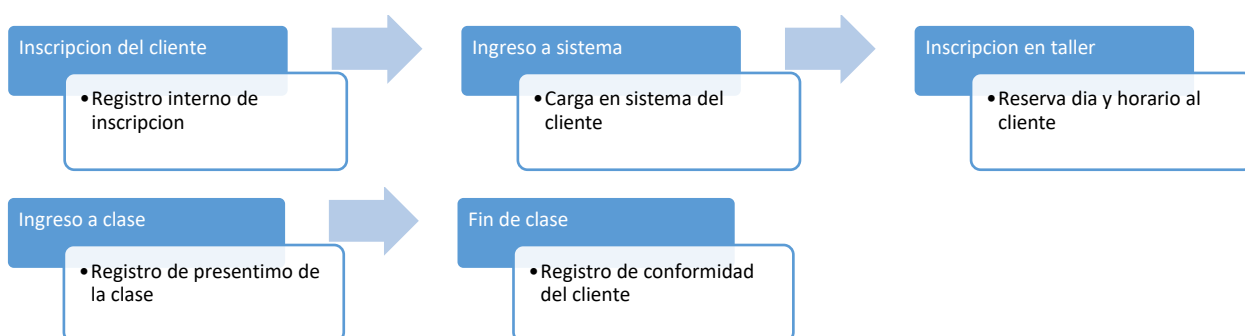 Inscripcion del cliente
•Registro interno de
inscripcion
Ingreso a sistema
•Carga en sistema del
cliente
Inscripcion en taller
•Reserva dia y horario al
cliente
Ingreso a clase
•Registro de presentimo de
la clase
Fin de clase
•Registro de conformidad
del cliente